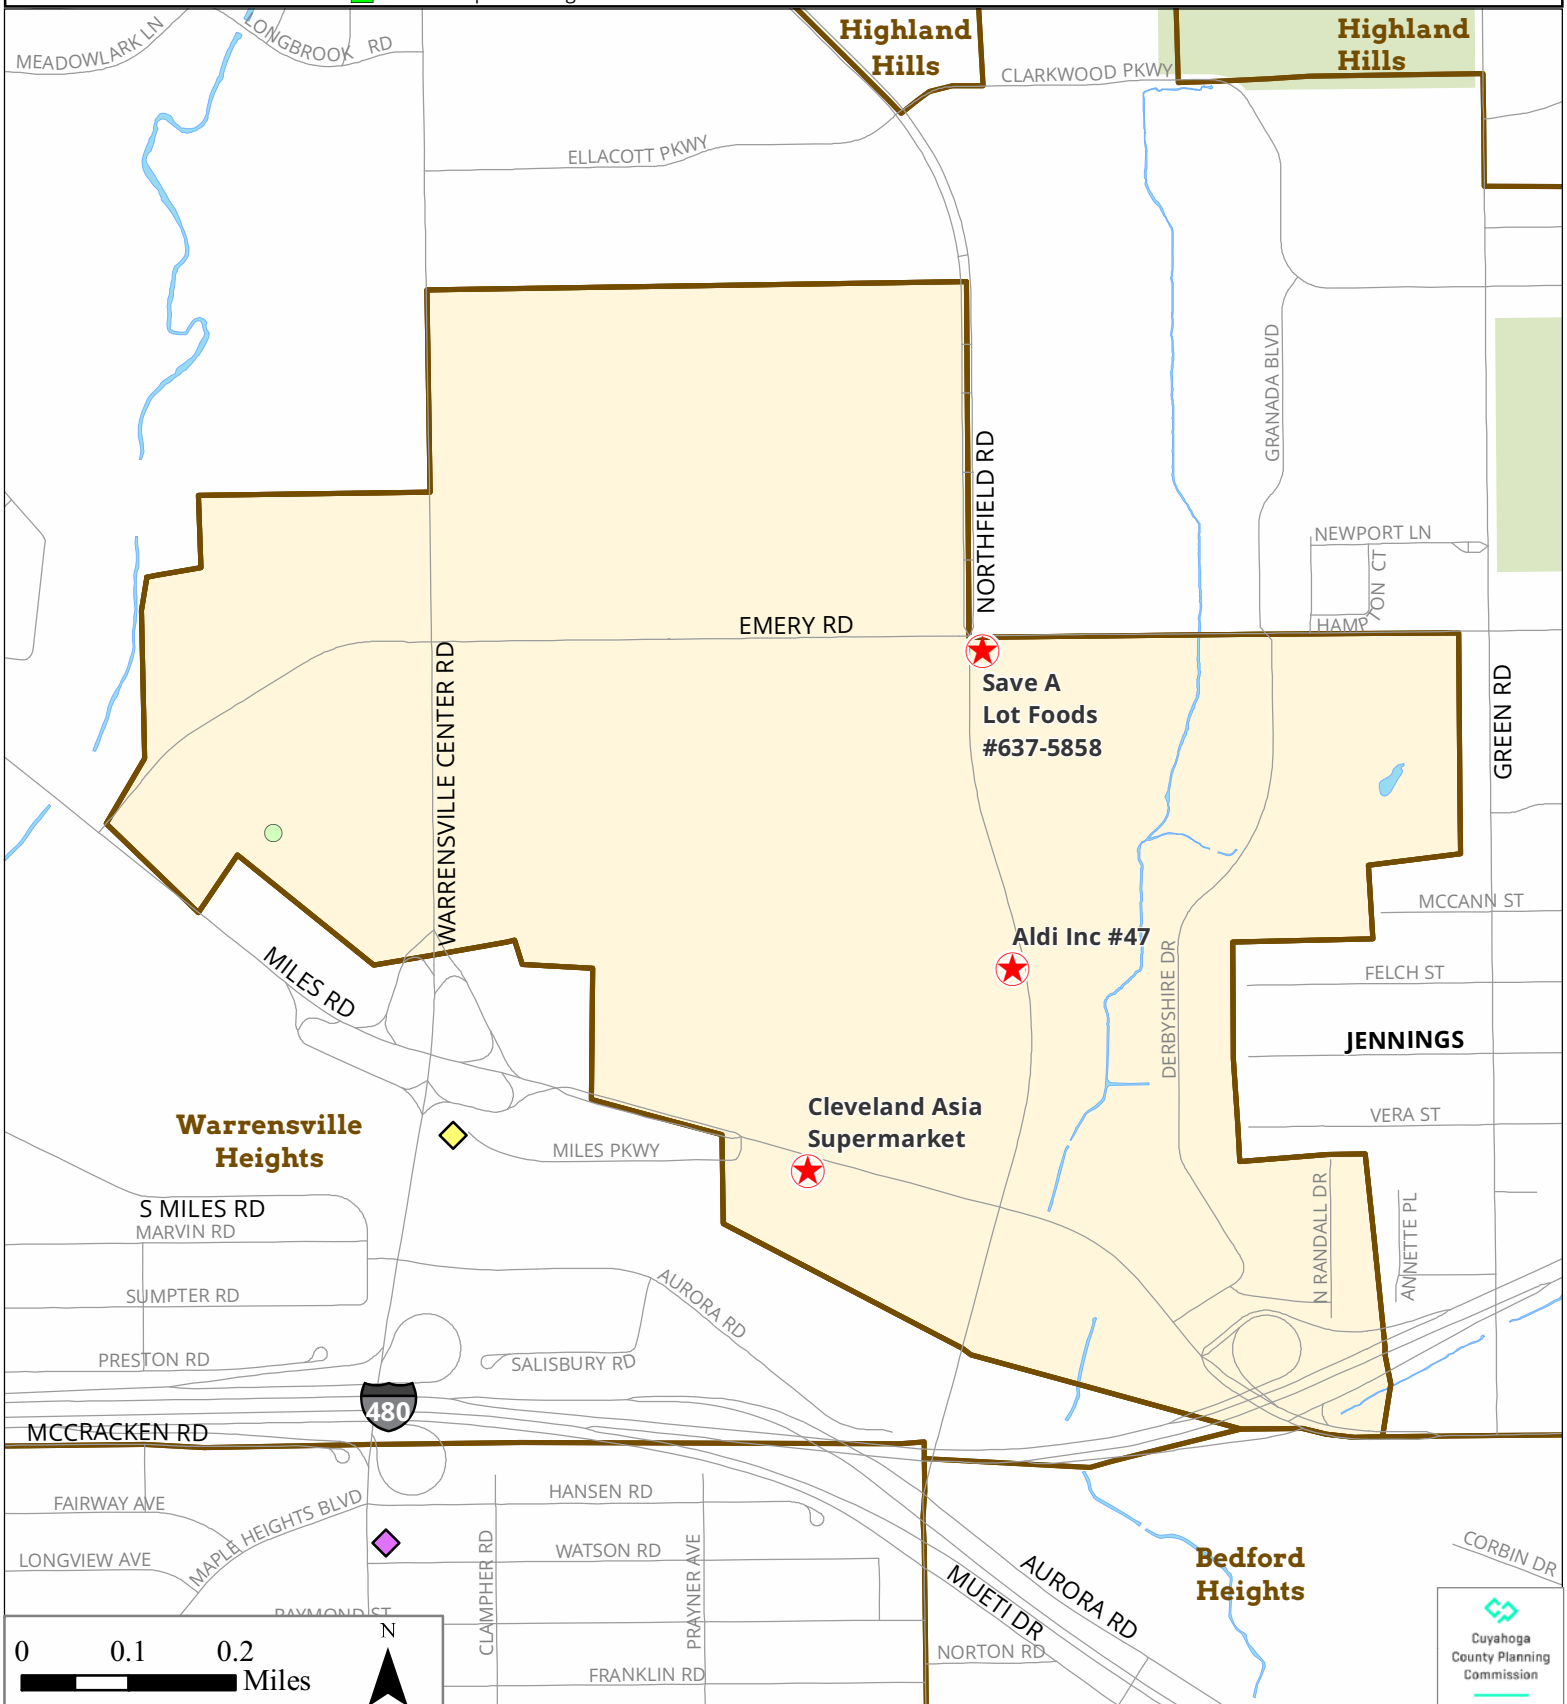 MEADOWLARK LN
LONGBROOK RD
Highland
Hills
Highland
Hills
CLARKWOOD PKWY
ELLACOTT PKWY
GRANADA BLVD
NORTHFIELD RD
NEWPORT LN
HAMPTON CT
EMERY RD
WARRENSVILLE CENTER RD
Save A
Lot Foods
#637-5858
GREEN RD
MCCANN ST
Aldi Inc #47
DERBYSHIRE DR
FELCH ST
MILES RD
JENNINGS
Cleveland Asia
Supermarket
VERA ST
Warrensville
Heights
MILES PKWY
N RANDALL DR
ANNETTE PL
S MILES RD
MARVIN RD
SUMPTER RD
AURORA RD
PRESTON RD
SALISBURY RD
480
MCCRACKEN RD
FAIRWAY AVE
MAPLE HEIGHTS BLVD
HANSEN RD
LONGVIEW AVE
CLAMPHER RD
WATSON RD
PRAYNER AVE
MUETI DR
AURORA RD
Bedford
Heights
CORBIN DR
RAYMOND ST
NORTON RD
FRANKLIN RD
0 0.1 0.2
Miles
N
Cuyahoga
County Planning
Commission